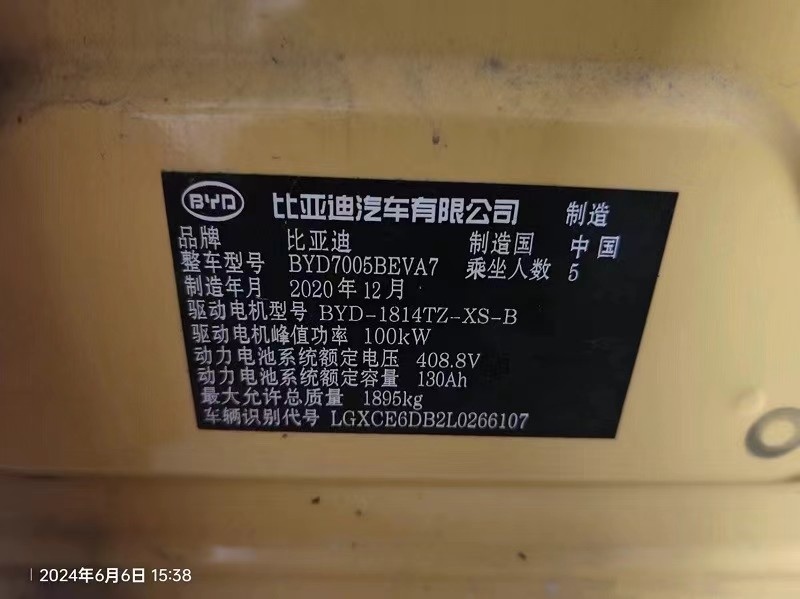 BYD 比亚迪汽车有限公司 制造
品牌 比亚迪 制造国 中国
整车型号 BYD7005BEVA7 乘坐人数 5
制造年月 2020年12月
驱动电机型号 BYD-1814TZ-XS-B
驱动电机峰值功率 100kW
动力电池系统额定电压 408.8V
动力电池系统额定容量 130Ah
最大允许总质量 1895kg
车辆识别代号 LGXCE6DB2L0266107
2024年6月6日 15:38